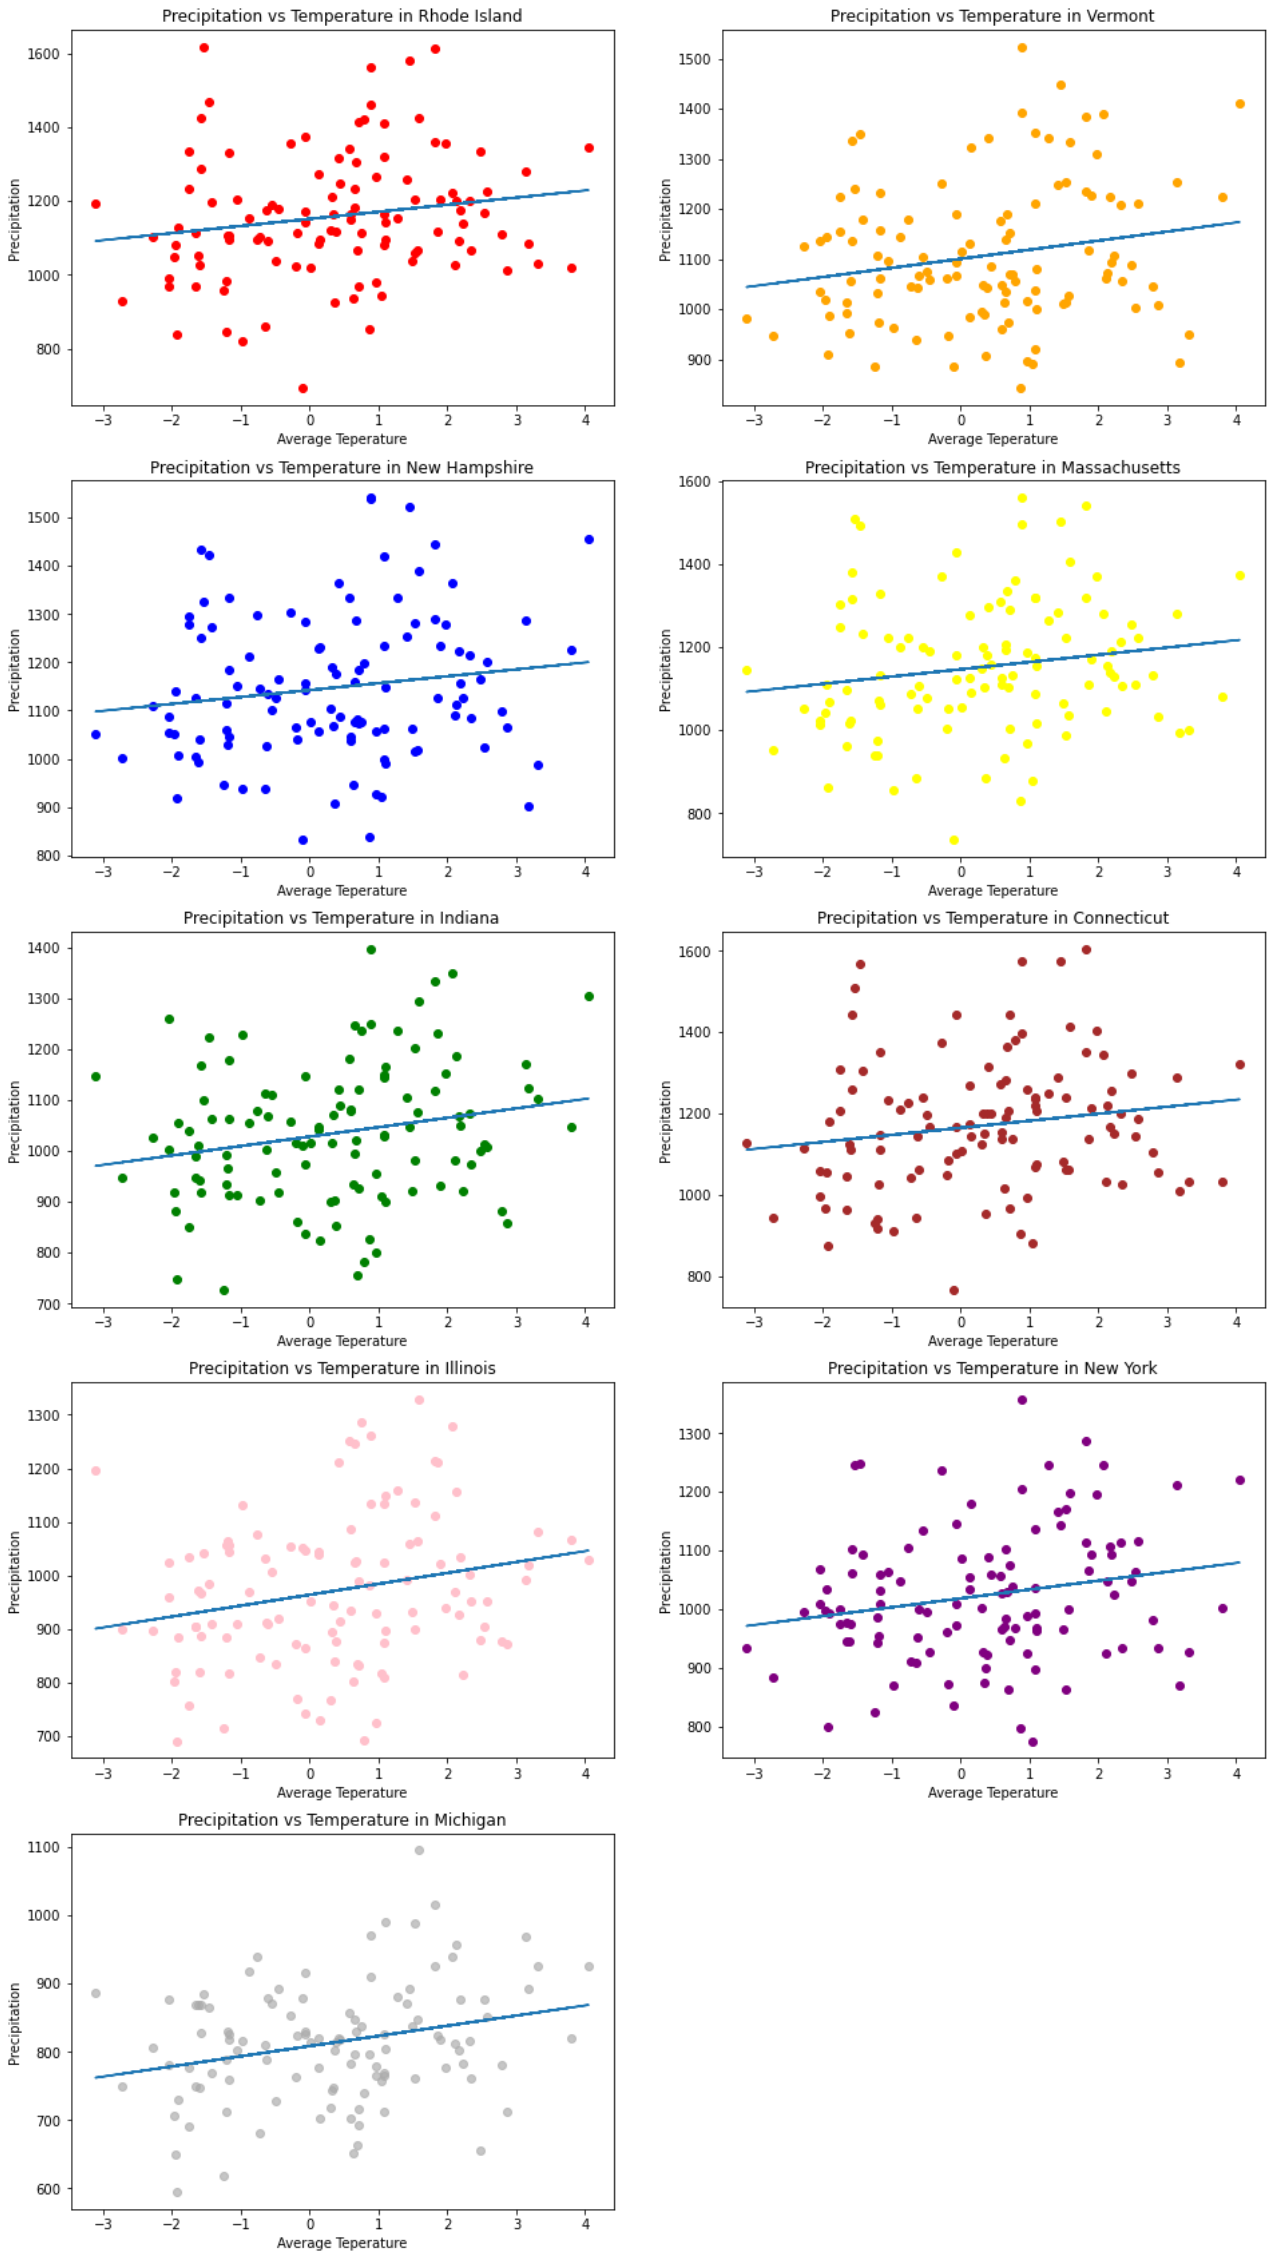 Precipitation vs Temperature in Rhode Island
Precipitation
1600
1400
1200
1000
800
−3 −2 −1 0 1 2 3 4
Average Teperature
Precipitation vs Temperature in Vermont
Precipitation
1500
1400
1300
1200
1100
1000
900
−3 −2 −1 0 1 2 3 4
Average Teperature
Precipitation vs Temperature in New Hampshire
Precipitation
1500
1400
1300
1200
1100
1000
900
800
−3 −2 −1 0 1 2 3 4
Average Teperature
Precipitation vs Temperature in Massachusetts
Precipitation
1600
1400
1200
1000
800
−3 −2 −1 0 1 2 3 4
Average Teperature
Precipitation vs Temperature in Indiana
Precipitation
1400
1300
1200
1100
1000
900
800
700
−3 −2 −1 0 1 2 3 4
Average Teperature
Precipitation vs Temperature in Connecticut
Precipitation
1600
1400
1200
1000
800
−3 −2 −1 0 1 2 3 4
Average Teperature
Precipitation vs Temperature in Illinois
Precipitation
1300
1200
1100
1000
900
800
700
−3 −2 −1 0 1 2 3 4
Average Teperature
Precipitation vs Temperature in New York
Precipitation
1300
1200
1100
1000
900
800
−3 −2 −1 0 1 2 3 4
Average Teperature
Precipitation vs Temperature in Michigan
Precipitation
1100
1000
900
800
700
600
−3 −2 −1 0 1 2 3 4
Average Teperature